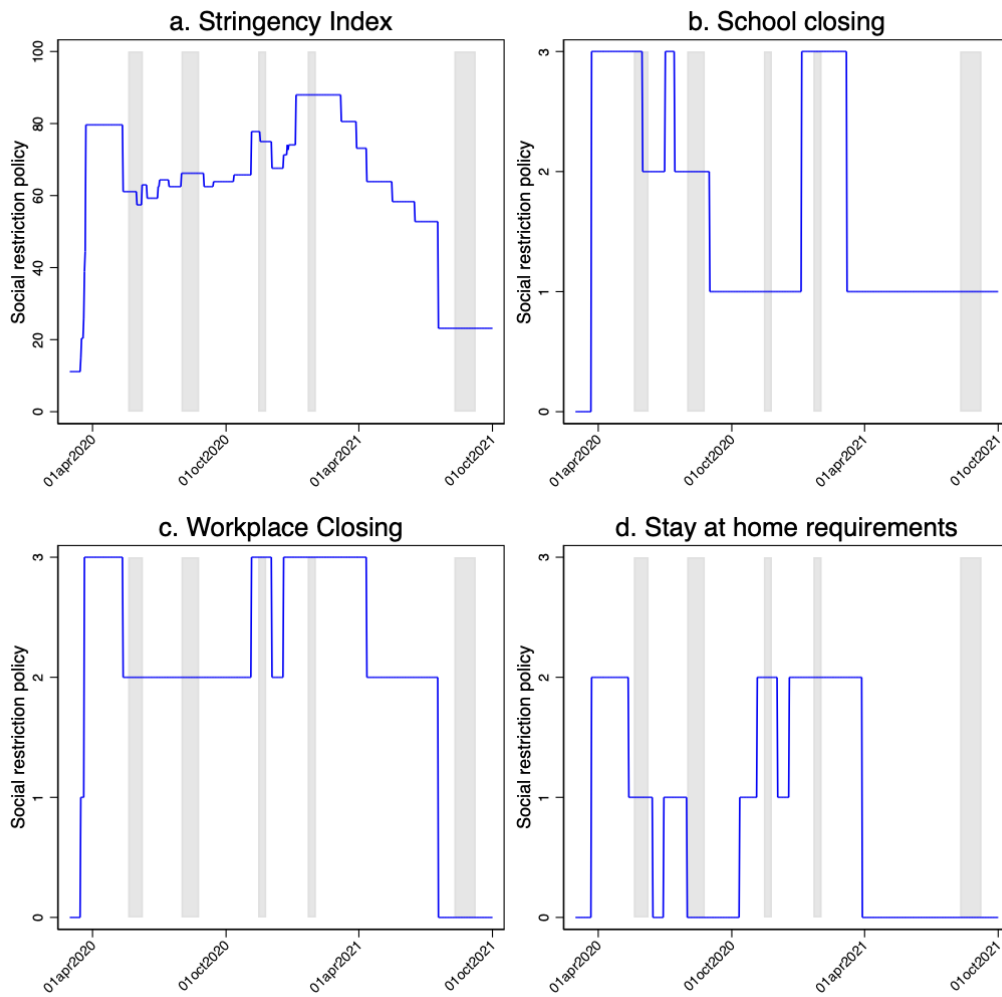 a. Stringency Index
Social restriction policy
100
80
60
40
20
0
01apr2020
01oct2020
01apr2021
01oct2021
b. School closing
Social restriction policy
3
2
1
0
01apr2020
01oct2020
01apr2021
01oct2021
c. Workplace Closing
Social restriction policy
3
2
1
0
01apr2020
01oct2020
01apr2021
01oct2021
d. Stay at home requirements
Social restriction policy
3
2
1
0
01apr2020
01oct2020
01apr2021
01oct2021